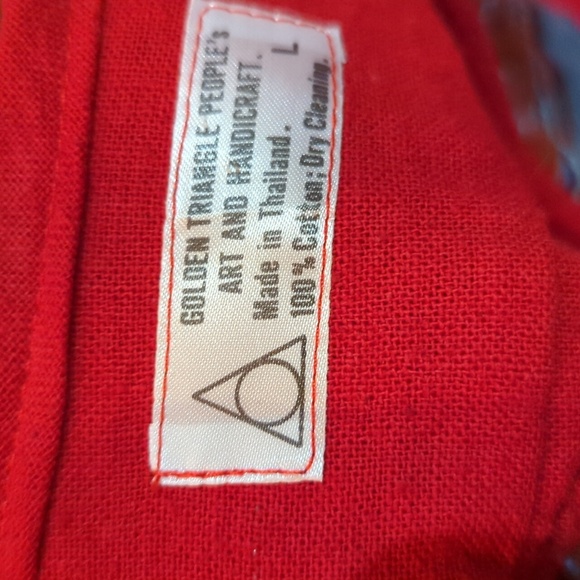 GOLDEN TRIANGLE PEOPLE's
ART AND HANDICRAFT.
Made in Thailand. L
100% Cotton; Dry Cleaning.